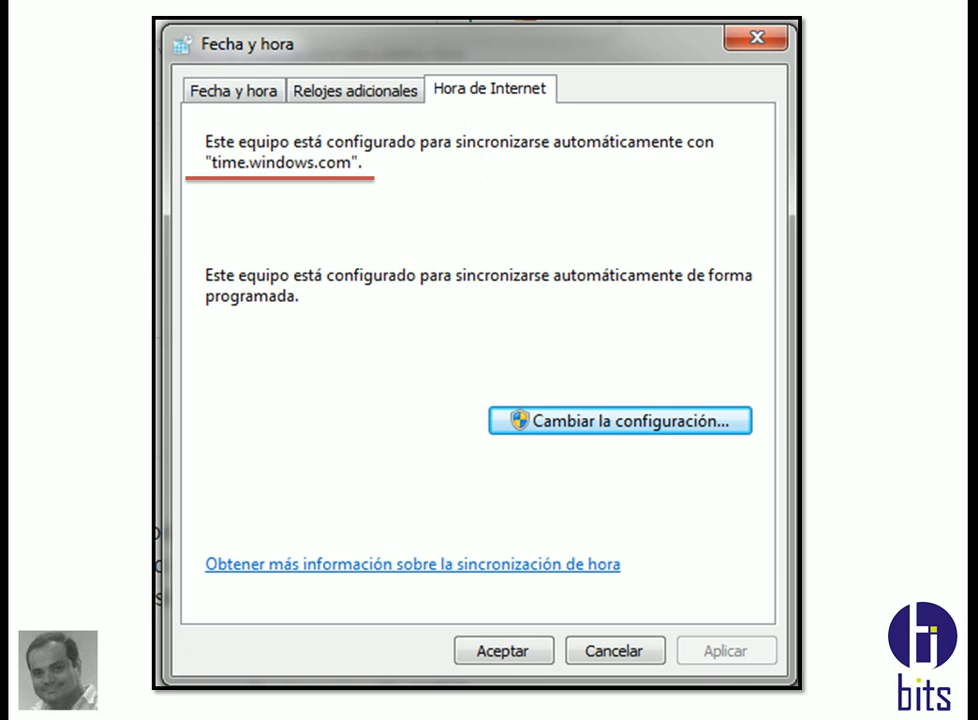 Fecha y hora
Fecha y hora
Relojes adicionales
Hora de Internet
Este equipo está configurado para sincronizarse automáticamente con
"time.windows.com".
Este equipo está configurado para sincronizarse automáticamente de forma
programada.
Cambiar la configuración...
Obtener más información sobre la sincronización de hora
Aceptar
Cancelar
Aplicar
bits